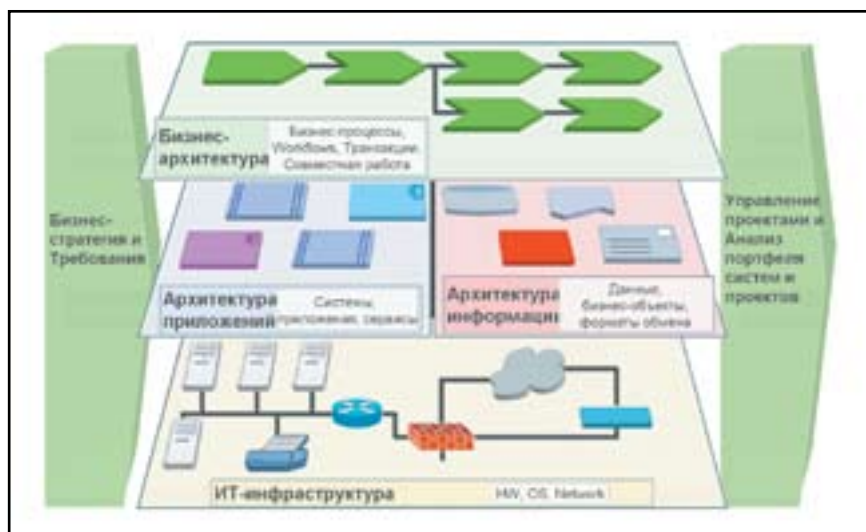 Бизнес-
стратегия и
Требования
Бизнес-
архитектура
Бизнес-процессы,
Workflows, Транзакции,
Совместная работа
Архитектура
приложений
Системы,
приложения, сервисы
Архитектура
информации
Данные,
бизнес-объекты,
форматы обмена
ИТ-инфраструктура
HW, OS, Network
Управление
проектами и
Анализ
портфеля
систем и
проектов